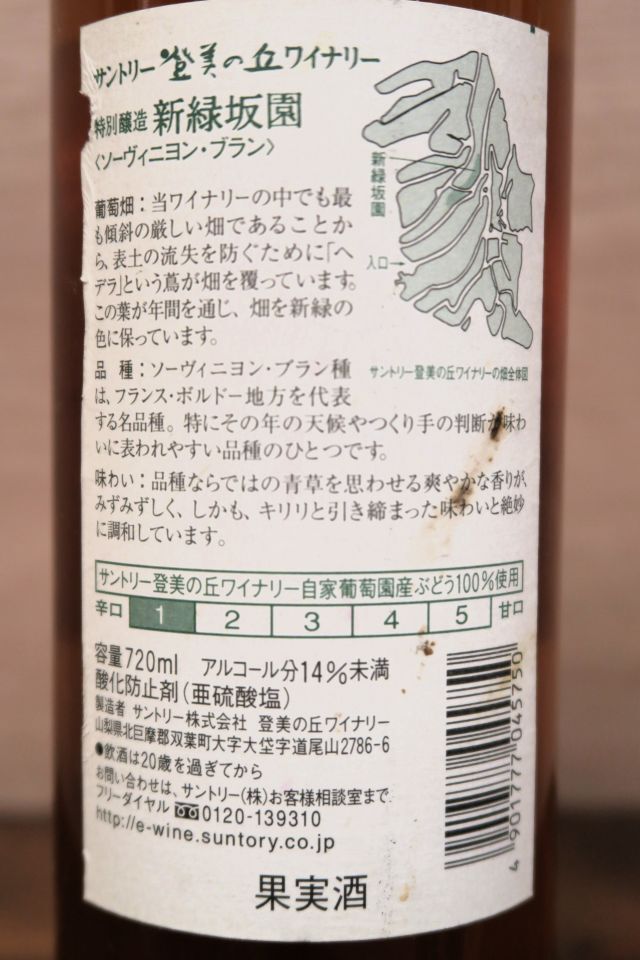 サントリー登美の丘ワイナリー
特別醸造 新緑坂園
〈ソーヴィニヨン・ブラン〉
葡萄畑：当ワイナリーの中でも最
も傾斜の厳しい畑であることか
ら、表土の流失を防ぐために「ヘ
デラ」という蔦が畑を覆っています。
この葉が年間を通じ、畑を新緑の
色に保っています。
新緑坂園
入口→
サントリー登美の丘ワイナリーの畑全体図
品　種：ソーヴィニヨン・ブラン種
は、フランス・ボルドー地方を代表
する名品種。特にその年の天候やつくり手の判断が味わ
いに表われやすい品種のひとつです。
味わい：品種ならではの青草を思わせる爽やかな香りが、
みずみずしく、しかも、キリリと引き締まった味わいと絶妙
に調和しています。
サントリー登美の丘ワイナリー自家葡萄園産ぶどう100％使用
辛口 1 2 3 4 5 甘口
容量720ml アルコール分14％未満
酸化防止剤（亜硫酸塩）
製造者 サントリー株式会社 登美の丘ワイナリー
山梨県北巨摩郡双葉町大字大垈字道尾山2786-6
●飲酒は20歳を過ぎてから
お問い合わせは、サントリー(株)お客様相談室まで
フリーダイヤル 0120-139310
http://e-wine.suntory.co.jp
4 901777 045750
果実酒